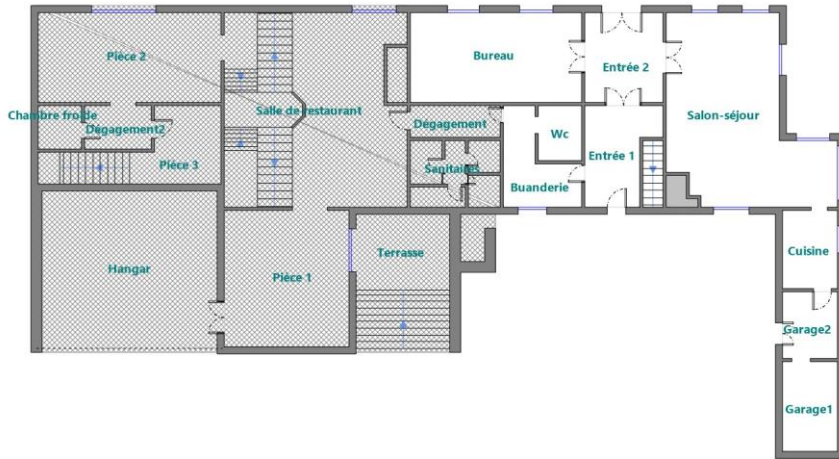 Pièce 2
Bureau
Entrée 2
Chambre froide
Salle de restaurant
Salon-séjour
Dégagement
Dégagement2
Wc
Entrée 1
Pièce 3
Sanitaires
Buanderie
Terrasse
Cuisine
Hangar
Pièce 1
Garage2
Garage1